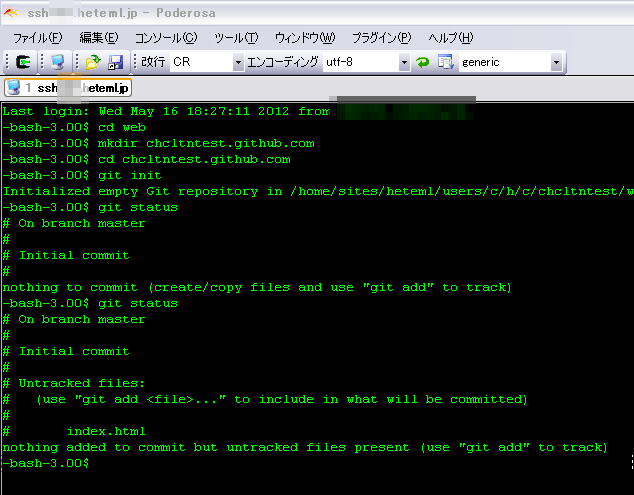 ssh heteml.jp - Poderosa
ファイル(F) 編集(E) コンソール(C) ツール(T) ウィンドウ(W) プラグイン(P) ヘルプ(H)
改行 CR エンコーディング utf-8 generic
1 ssh heteml.jp
Last login: Wed May 16 18:27:11 2012 from
-bash-3.00$ cd web
-bash-3.00$ mkdir chcltntest.github.com
-bash-3.00$ cd chcltntest.github.com
-bash-3.00$ git init
Initialized empty Git repository in /home/sites/heteml/users/c/h/c/chcltntest/w
-bash-3.00$ git status
# On branch master
#
# Initial commit
#
nothing to commit (create/copy files and use "git add" to track)
-bash-3.00$ git status
# On branch master
#
# Initial commit
#
# Untracked files:
#   (use "git add <file>..." to include in what will be committed)
#
#       index.html
nothing added to commit but untracked files present (use "git add" to track)
-bash-3.00$